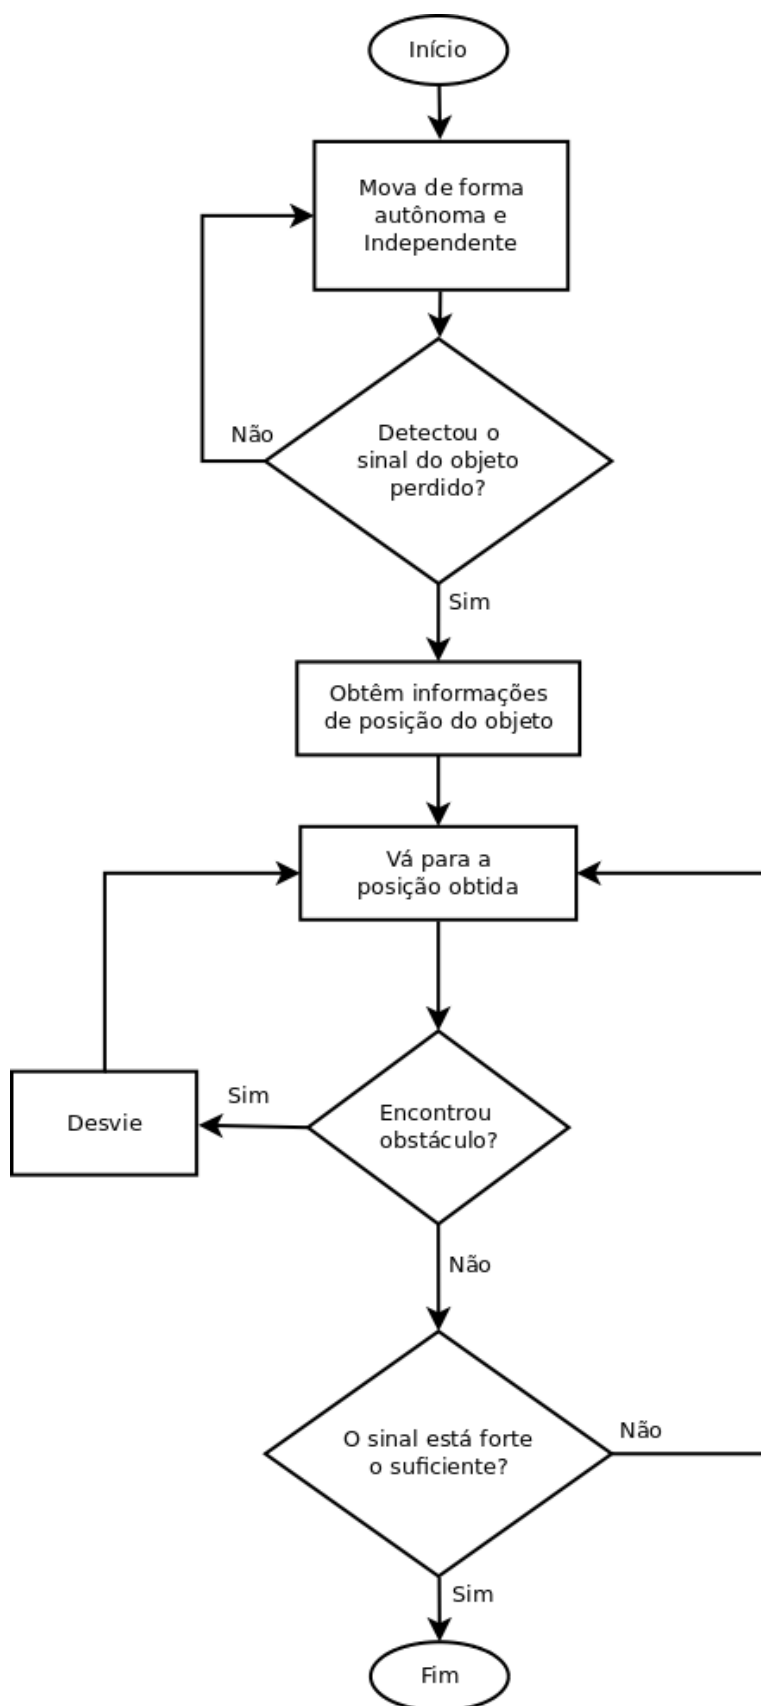 Início
Mova de forma
autônoma e
Independente
Não
Detectou o
sinal do objeto
perdido?
Sim
Obtêm informações
de posição do objeto
Vá para a
posição obtida
Sim
Desvie
Encontrou
obstáculo?
Não
Não
O sinal está forte
o suficiente?
Sim
Fim